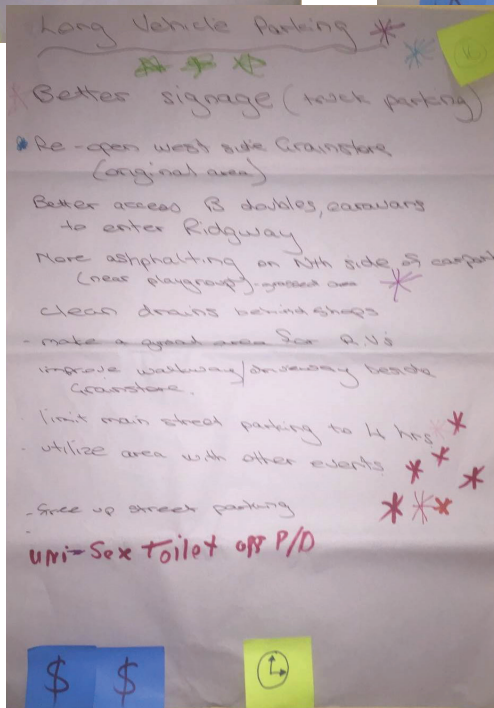 Long Vehicle Parking
Better signage (truck parking)
Re-open west side Grainstore
(original area)
Better access B doubles, caravans
to enter Ridgway
More ashphalting on Nth side of carpark
(near playgroup)-grassed area
clean drains behind shops
- make a good area for R.V's
improve walkway/driveway beside
Grainstore.
limit main street parking to 4 hrs
utilize area with other events
- free up street parking
uni-Sex Toilet opp P/D
$ $